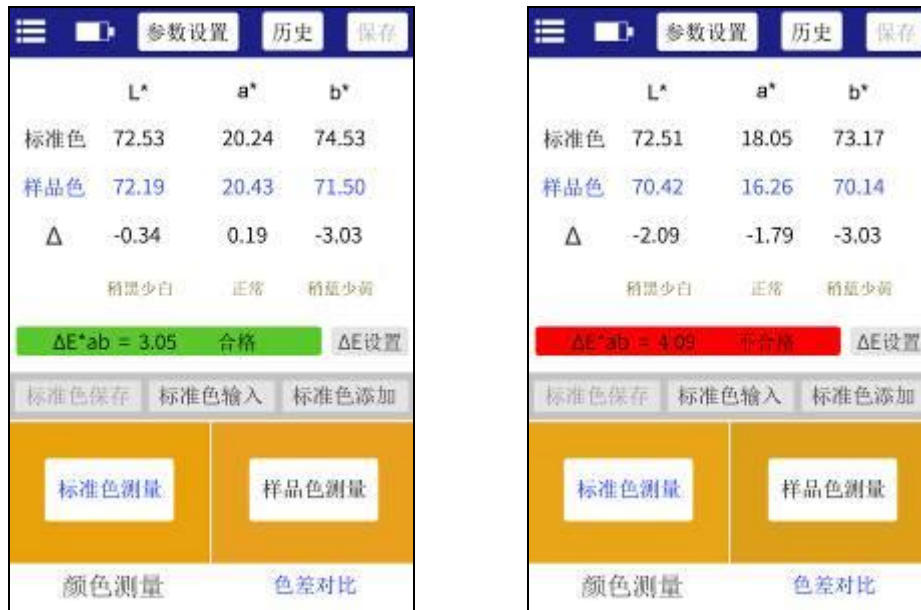 参数设置 历史 保存
L* a* b*
标准色 72.53 20.24 74.53
样品色 72.19 20.43 71.50
Δ -0.34 0.19 -3.03
稍黑少白 正常 稍蓝少黄
ΔE*ab = 3.05 合格 ΔE设置
标准色保存 标准色输入 标准色添加
标准色测量 样品色测量
颜色测量 色差对比
参数设置 历史 保存
L* a* b*
标准色 72.51 18.05 73.17
样品色 70.42 16.26 70.14
Δ -2.09 -1.79 -3.03
稍黑少白 正常 稍蓝少黄
ΔE*ab = 4.09 不合格 ΔE设置
标准色保存 标准色输入 标准色添加
标准色测量 样品色测量
颜色测量 色差对比